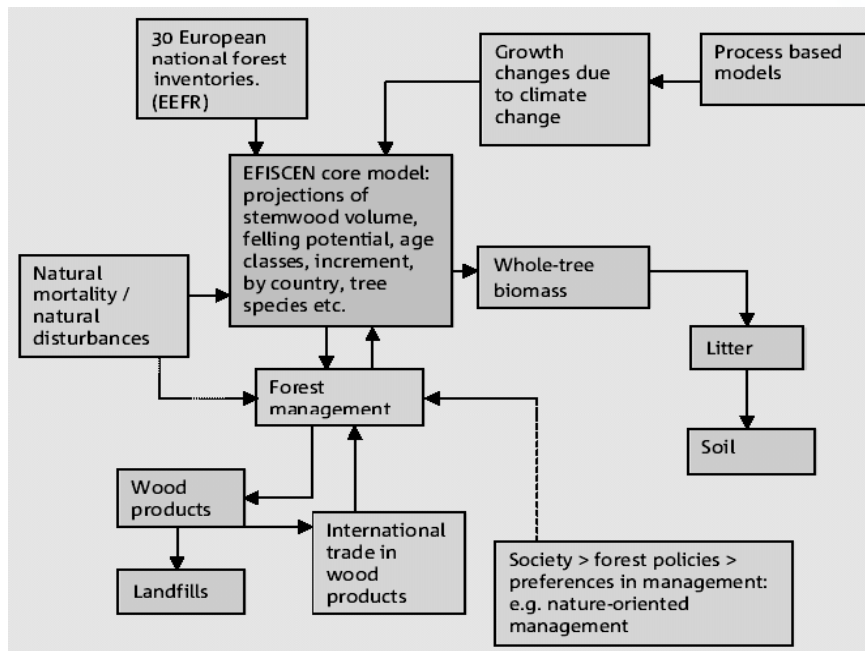 30 European
national forest
inventories.
(EEFR)
Growth
changes due
to climate
change
Process based
models
EFISCEN core model:
projections of
stemwood volume,
felling potential, age
classes, increment,
by country, tree
species etc.
Natural
mortality /
natural
disturbances
Whole-tree
biomass
Litter
Forest
management
Soil
Wood
products
International
trade in
wood
products
Landfills
Society > forest policies >
preferences in management:
e.g. nature-oriented
management